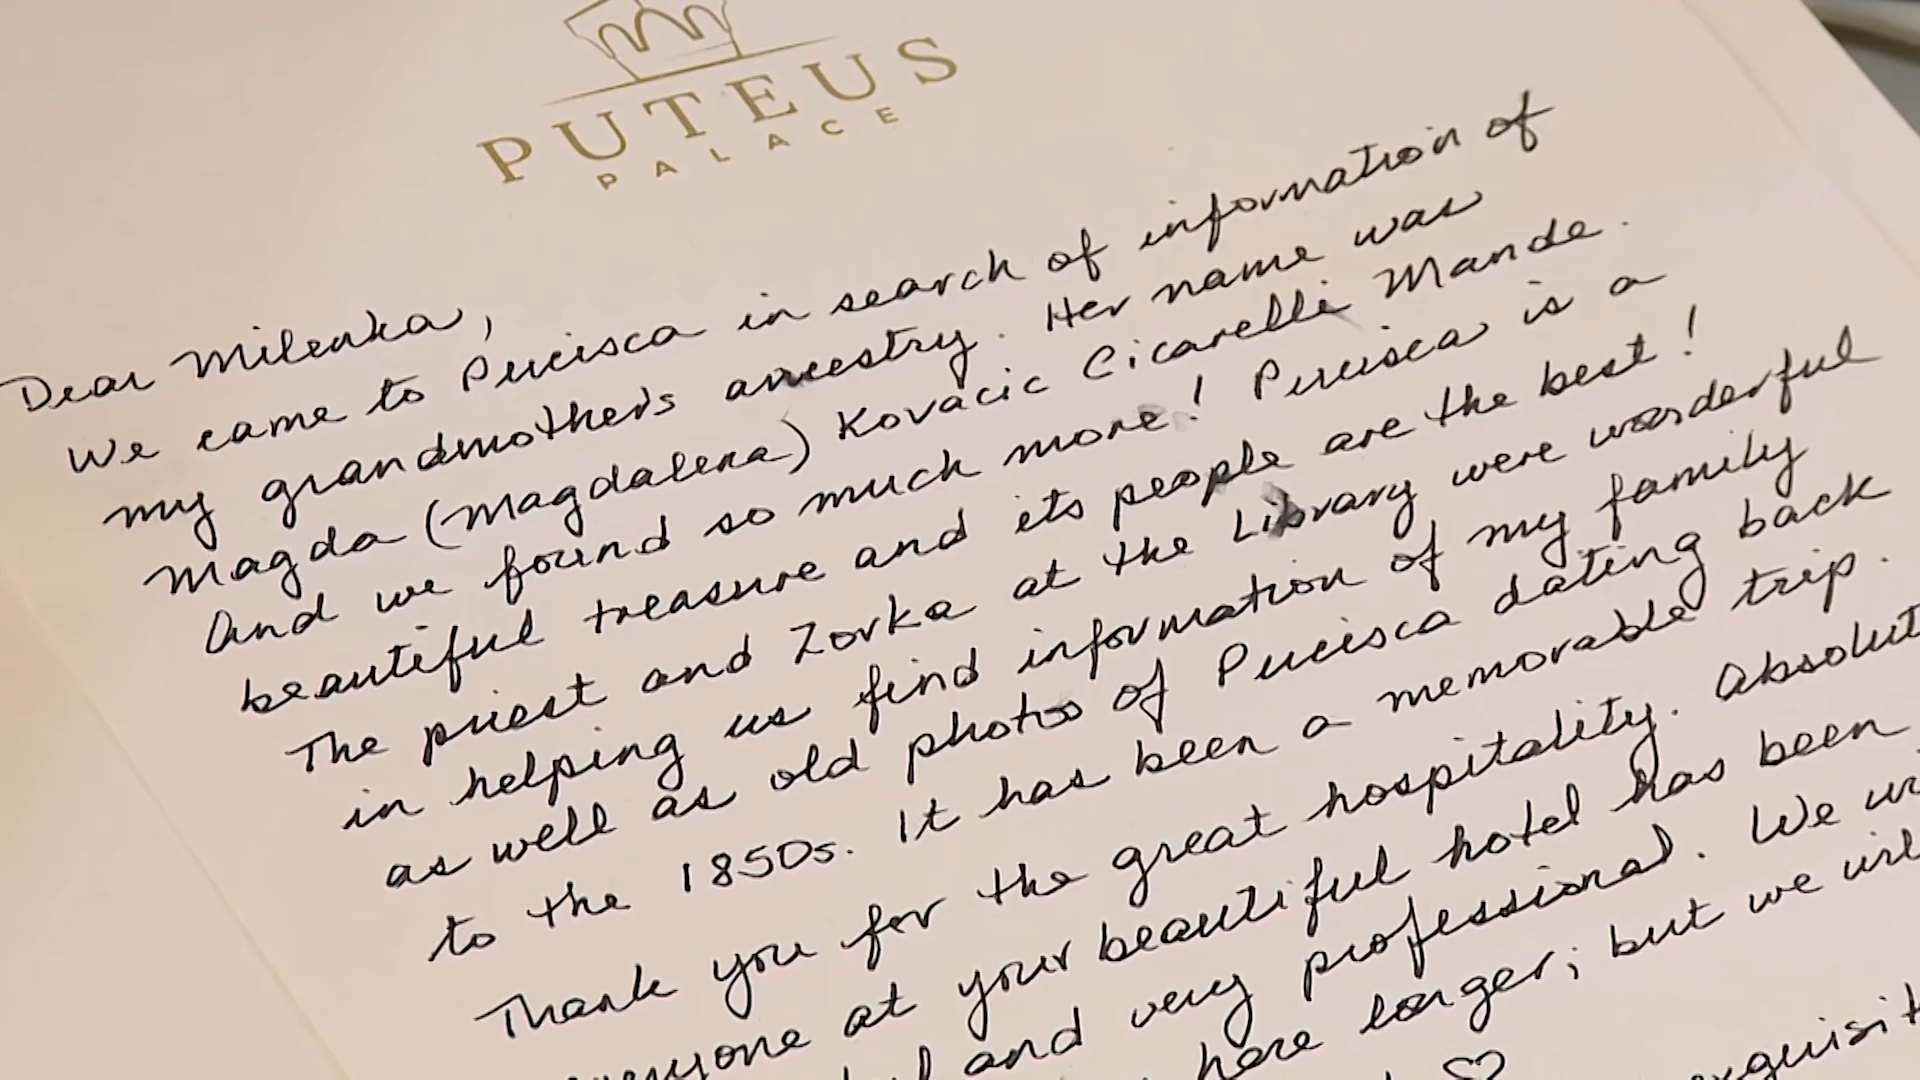 PUTEUS
PALACE
Dear Milenka,
We came to Pucisca in search of information of
my grandmother's ancestry. Her name was
Magda (Magdalena) Kovacic Cicarelli Mande.
And we found so much more! Pucisca is a
beautiful treasure and its people are the best!
The priest and Zorka at the Library were wonderful
in helping us find information of my family
as well as old photos of Pucisca dating back
to the 1850s. It has been a memorable trip.
Thank you for the great hospitality. Absolut
everyone at your beautiful hotel has been
and very professional. We
here longer; but we